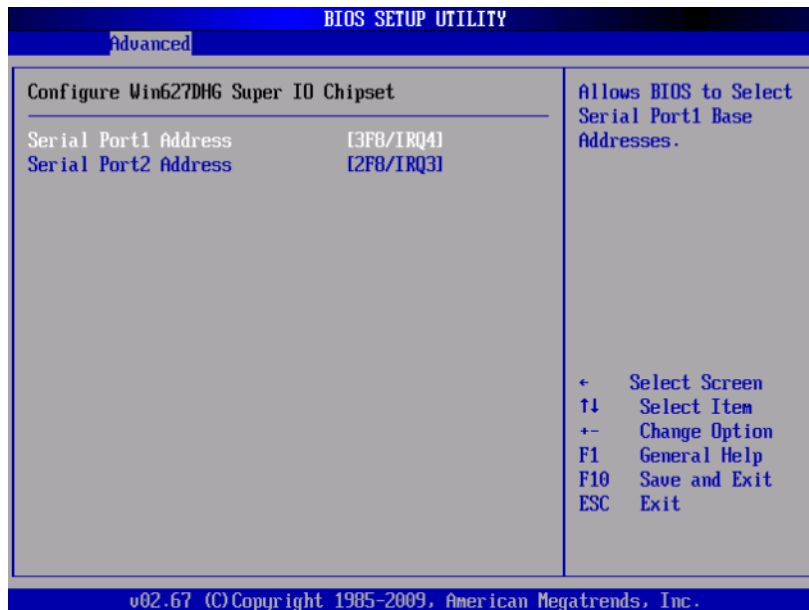 BIOS SETUP UTILITY
Advanced
Configure Win627DHG Super IO Chipset
Serial Port1 Address [3F8/IRQ4]
Serial Port2 Address [2F8/IRQ3]
Allows BIOS to Select
Serial Port1 Base
Addresses.
← Select Screen
↑↓ Select Item
+- Change Option
F1 General Help
F10 Save and Exit
ESC Exit
v02.67 (C)Copyright 1985-2009, American Megatrends, Inc.